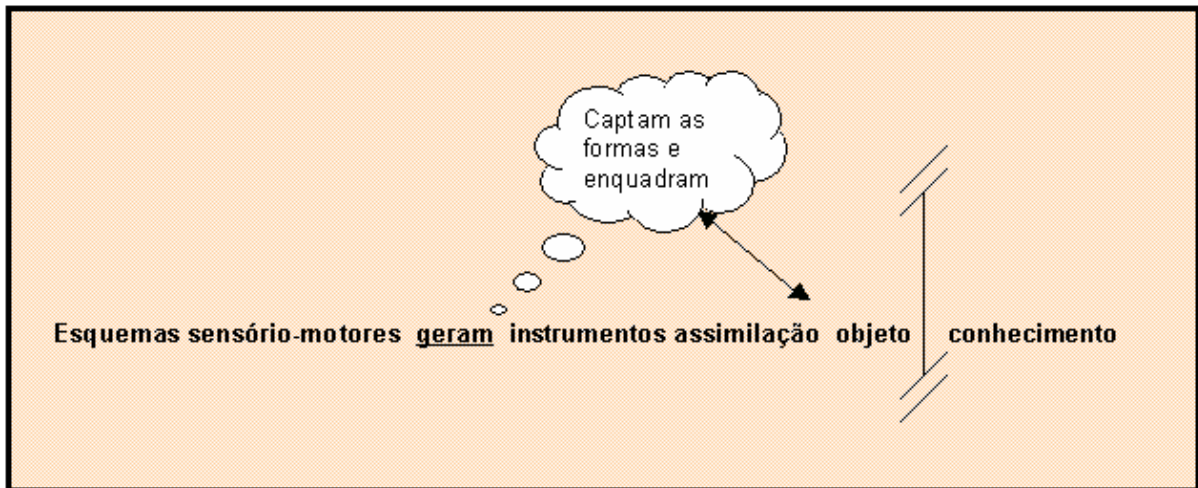 Captam as
formas e
enquadram
Esquemas sensório-motores geram instrumentos assimilação objeto conhecimento